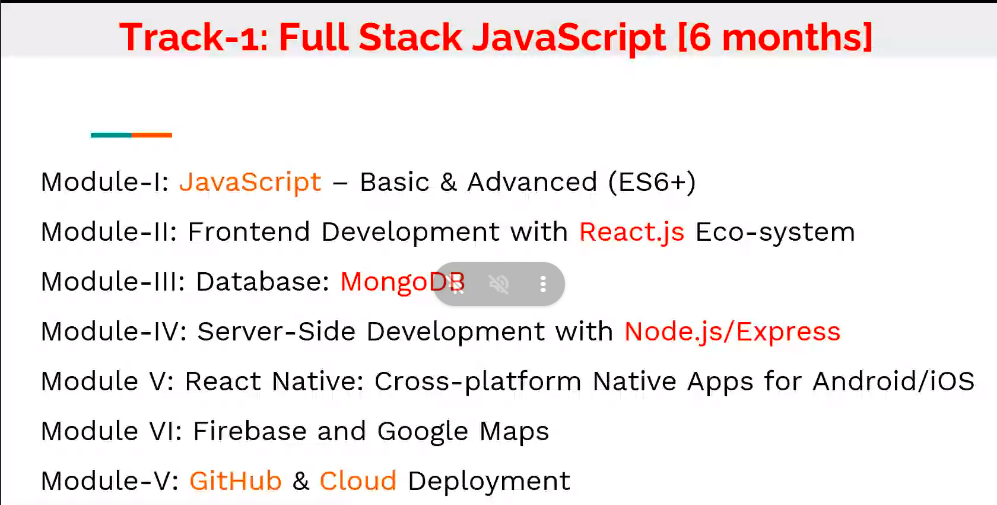 Track-1: Full Stack JavaScript [6 months]
Module-I: JavaScript – Basic & Advanced (ES6+)
Module-II: Frontend Development with React.js Eco-system
Module-III: Database: MongoDB
Module-IV: Server-Side Development with Node.js/Express
Module V: React Native: Cross-platform Native Apps for Android/iOS
Module VI: Firebase and Google Maps
Module-V: GitHub & Cloud Deployment